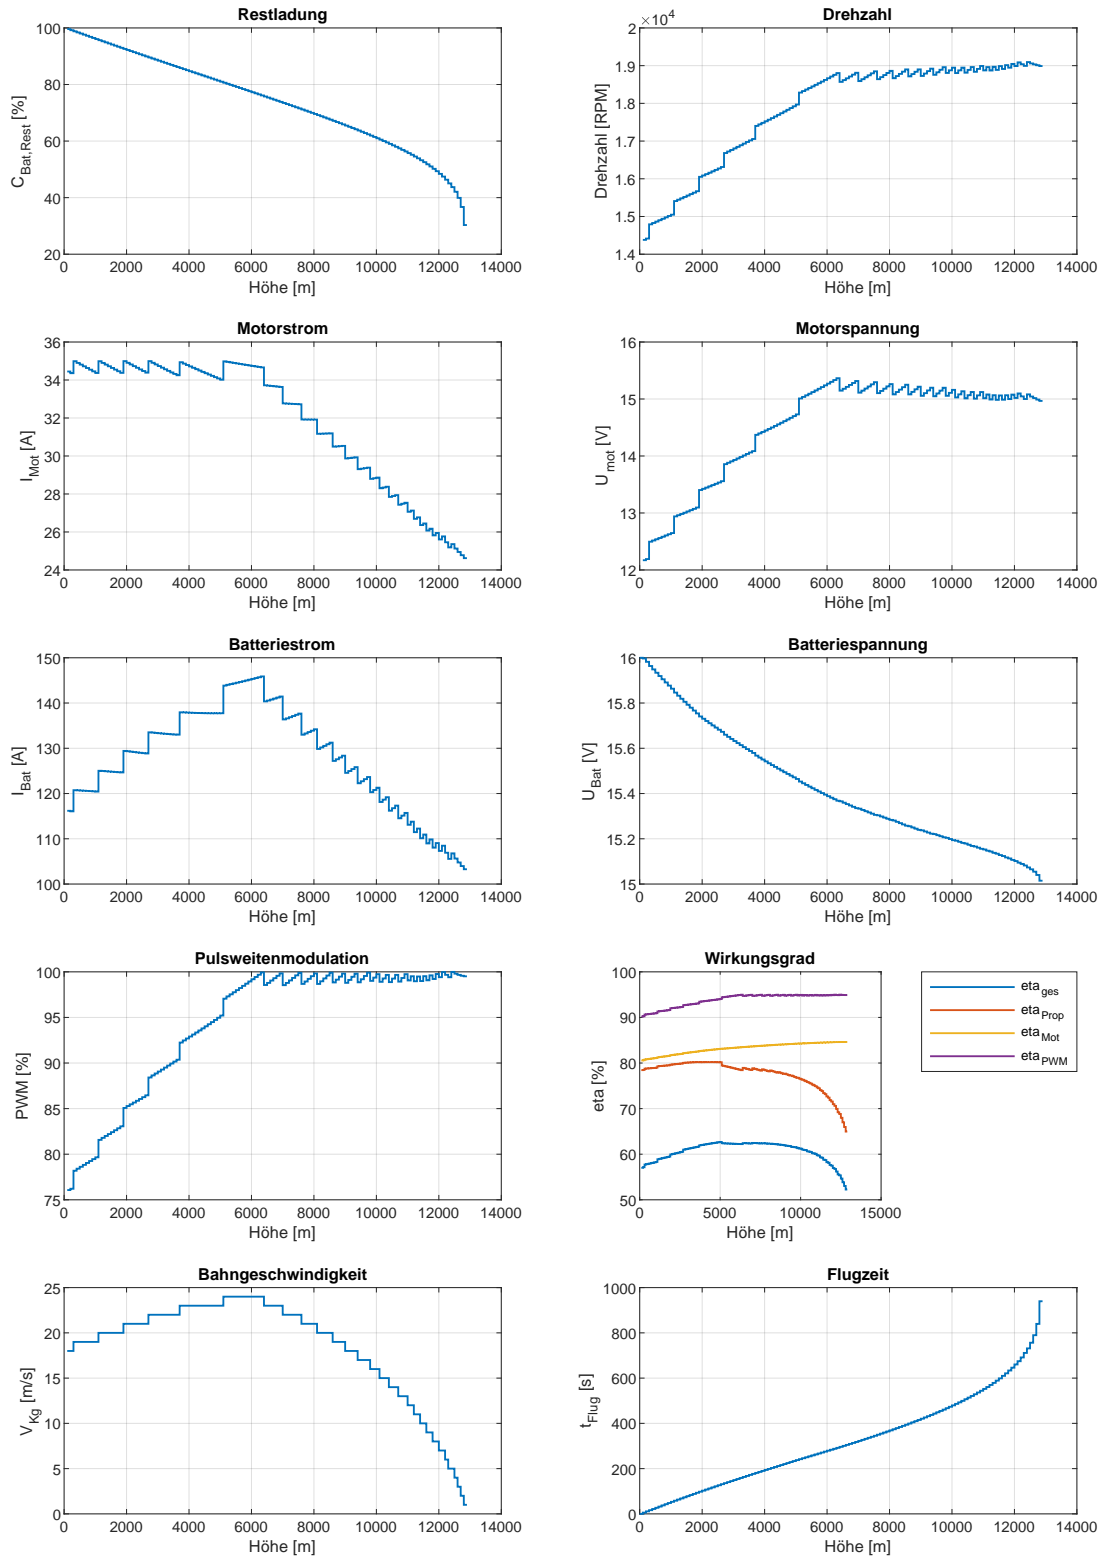 Restladung
C_Bat,Rest [%]
100
80
60
40
20
0 2000 4000 6000 8000 10000 12000 14000
Höhe [m]
Drehzahl
×10^4
Drehzahl [RPM]
2
1.9
1.8
1.7
1.6
1.5
1.4
0 2000 4000 6000 8000 10000 12000 14000
Höhe [m]
Motorstrom
I_Mot [A]
36
34
32
30
28
26
24
0 2000 4000 6000 8000 10000 12000 14000
Höhe [m]
Motorspannung
U_mot [V]
16
15
14
13
12
0 2000 4000 6000 8000 10000 12000 14000
Höhe [m]
Batteriestrom
I_Bat [A]
150
140
130
120
110
100
0 2000 4000 6000 8000 10000 12000 14000
Höhe [m]
Batteriespannung
U_Bat [V]
16
15.8
15.6
15.4
15.2
15
0 2000 4000 6000 8000 10000 12000 14000
Höhe [m]
Pulsweitenmodulation
PWM [%]
100
95
90
85
80
75
0 2000 4000 6000 8000 10000 12000 14000
Höhe [m]
Wirkungsgrad
eta [%]
100
90
80
70
60
50
0 5000 10000 15000
Höhe [m]
eta_ges
eta_Prop
eta_Mot
eta_PWM
Bahngeschwindigkeit
V_Kg [m/s]
25
20
15
10
5
0
0 2000 4000 6000 8000 10000 12000 14000
Höhe [m]
Flugzeit
t_Flug [s]
1000
800
600
400
200
0
0 2000 4000 6000 8000 10000 12000 14000
Höhe [m]